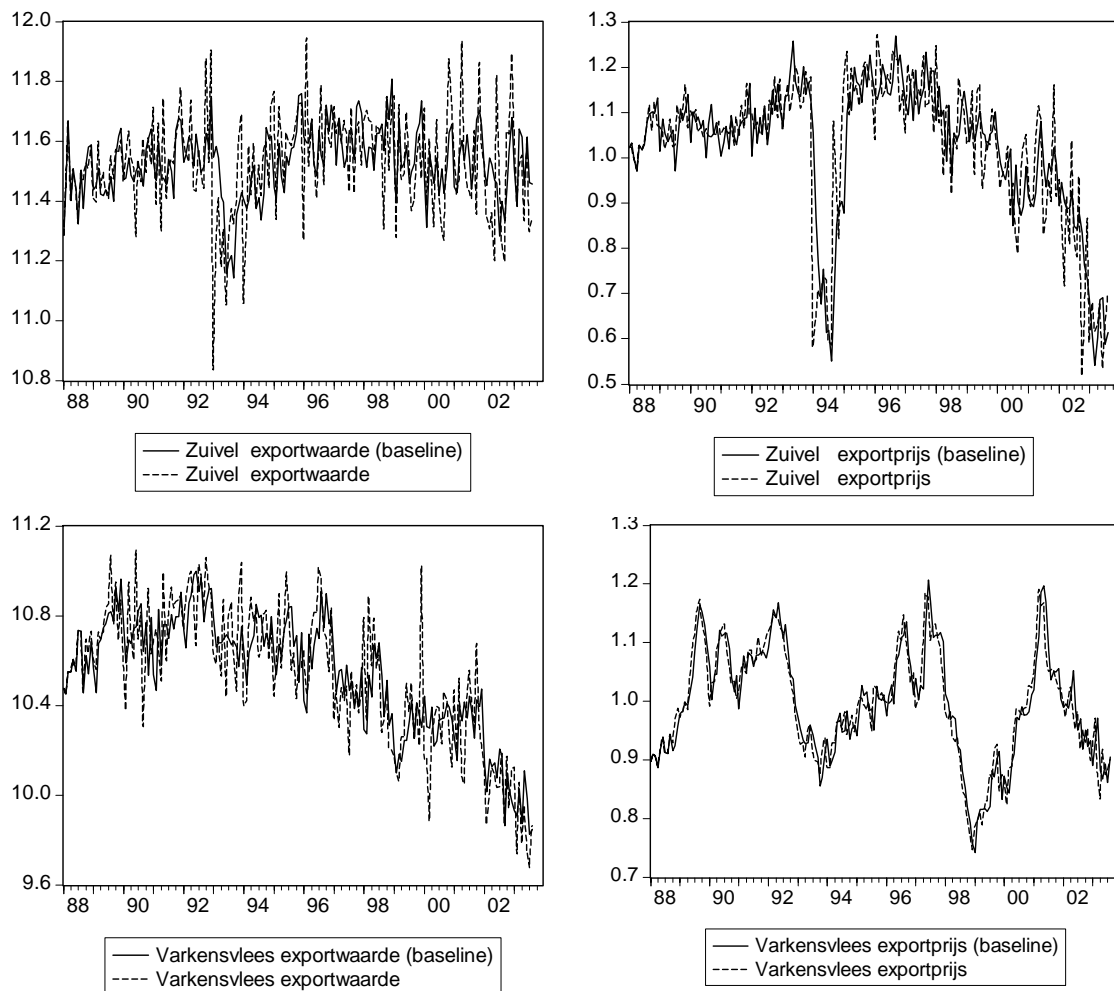 12.0
11.8
11.6
11.4
11.2
11.0
10.8
88 90 92 94 96 98 00 02
Zuivel exportwaarde (baseline)
Zuivel exportwaarde
1.3
1.2
1.1
1.0
0.9
0.8
0.7
0.6
0.5
88 90 92 94 96 98 00 02
Zuivel exportprijs (baseline)
Zuivel exportprijs
11.2
10.8
10.4
10.0
9.6
88 90 92 94 96 98 00 02
Varkensvlees exportwaarde (baseline)
Varkensvlees exportwaarde
1.3
1.2
1.1
1.0
0.9
0.8
0.7
88 90 92 94 96 98 00 02
Varkensvlees exportprijs (baseline)
Varkensvlees exportprijs